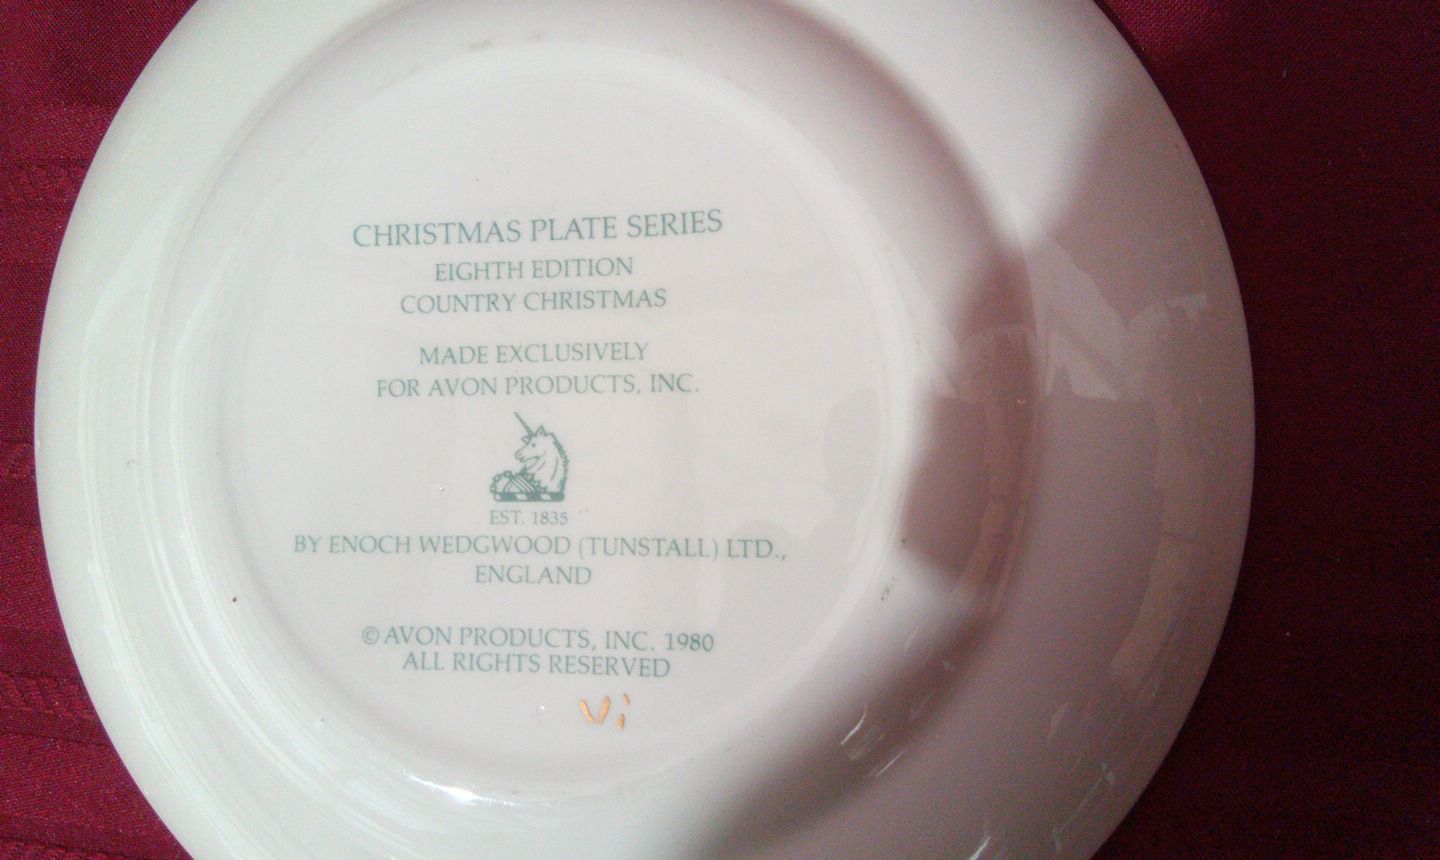 CHRISTMAS PLATE SERIES
EIGHTH EDITION
COUNTRY CHRISTMAS
MADE EXCLUSIVELY
FOR AVON PRODUCTS, INC.
EST. 1835
BY ENOCH WEDGWOOD (TUNSTALL) LTD.,
ENGLAND
© AVON PRODUCTS, INC. 1980
ALL RIGHTS RESERVED
Vi